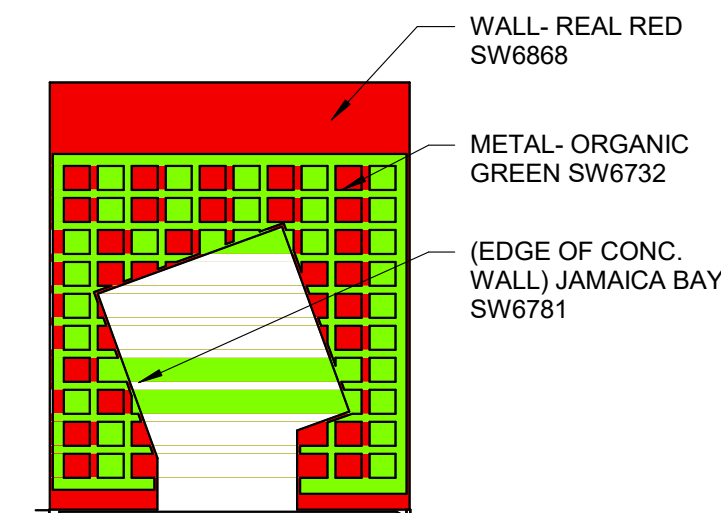 WALL- REAL RED
SW6868
METAL- ORGANIC
GREEN SW6732
(EDGE OF CONC.
WALL) JAMAICA BAY
SW6781